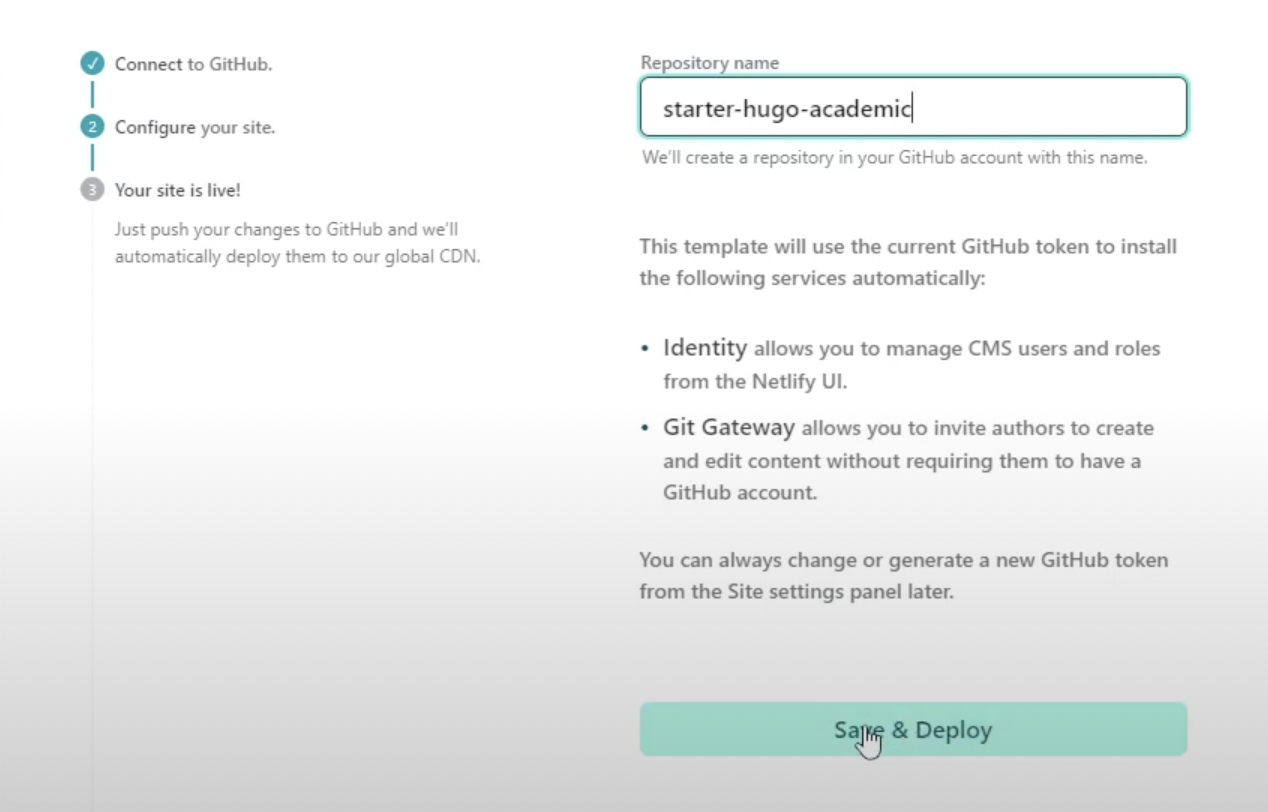 Connect to GitHub.
2 Configure your site.
3 Your site is live!
Just push your changes to GitHub and we'll
automatically deploy them to our global CDN.
Repository name
starter-hugo-academic
We'll create a repository in your GitHub account with this name.
This template will use the current GitHub token to install
the following services automatically:
• Identity allows you to manage CMS users and roles
from the Netlify UI.
• Git Gateway allows you to invite authors to create
and edit content without requiring them to have a
GitHub account.
You can always change or generate a new GitHub token
from the Site settings panel later.
Save & Deploy